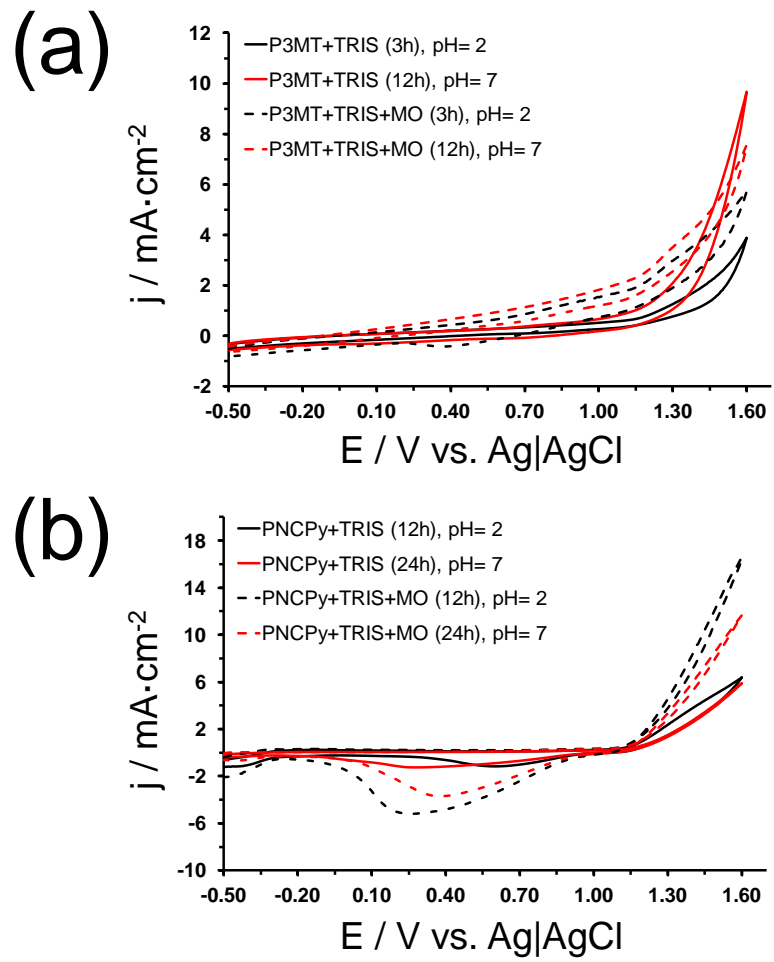 (a)
P3MT+TRIS (3h), pH= 2
P3MT+TRIS (12h), pH= 7
P3MT+TRIS+MO (3h), pH= 2
P3MT+TRIS+MO (12h), pH= 7
j / mA·cm-2
12
10
8
6
4
2
0
-2
-0.50 -0.20 0.10 0.40 0.70 1.00 1.30 1.60
E / V vs. Ag|AgCl
(b)
PNCPy+TRIS (12h), pH= 2
PNCPy+TRIS (24h), pH= 7
PNCPy+TRIS+MO (12h), pH= 2
PNCPy+TRIS+MO (24h), pH= 7
j / mA·cm-2
18
14
10
6
2
-2
-6
-10
-0.50 -0.20 0.10 0.40 0.70 1.00 1.30 1.60
E / V vs. Ag|AgCl